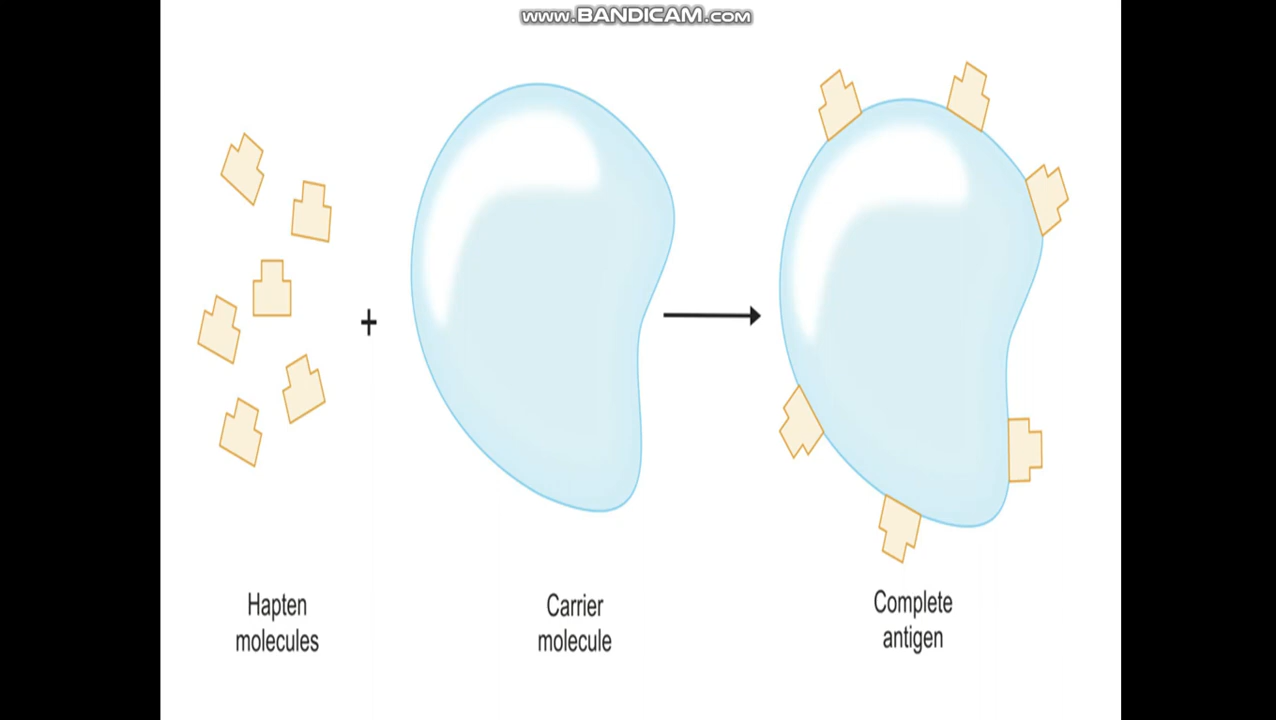 www.BANDICAM.com
+
Hapten
molecules
Carrier
molecule
Complete
antigen